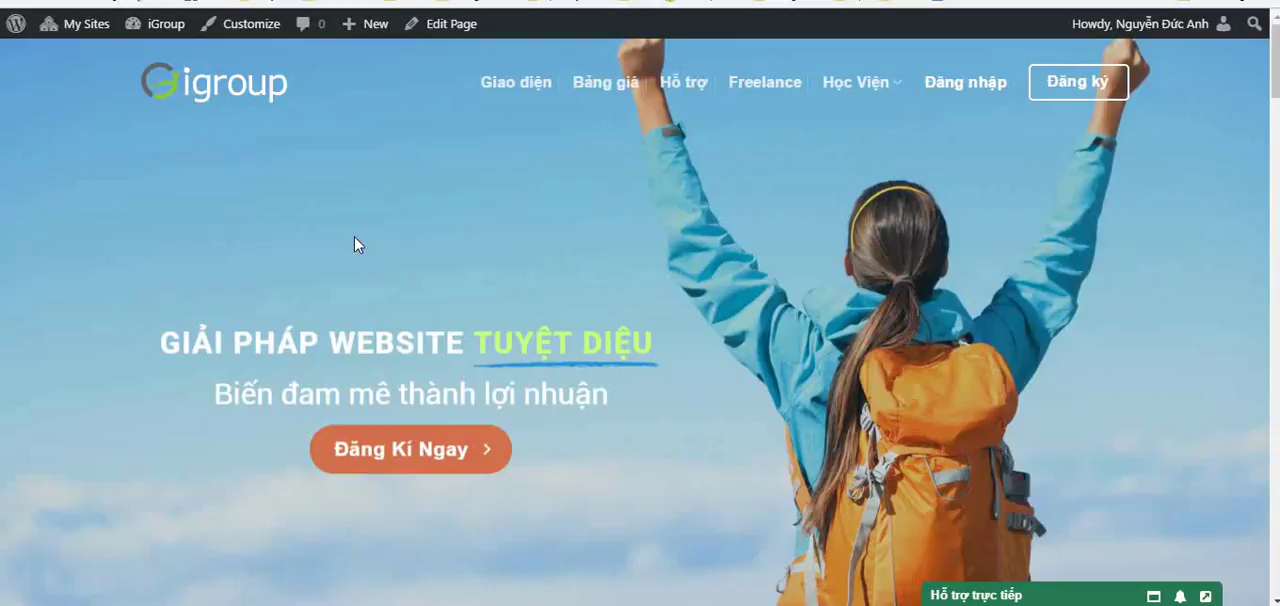 My Sites iGroup Customize 0 New Edit Page Howdy, Nguyễn Đức Anh
igroup Giao diện Bảng giá Hỗ trợ Freelance Học Viện Đăng nhập Đăng ký
GIẢI PHÁP WEBSITE TUYỆT DIỆU
Biến đam mê thành lợi nhuận
Đăng Kí Ngay
Hỗ trợ trực tiếp